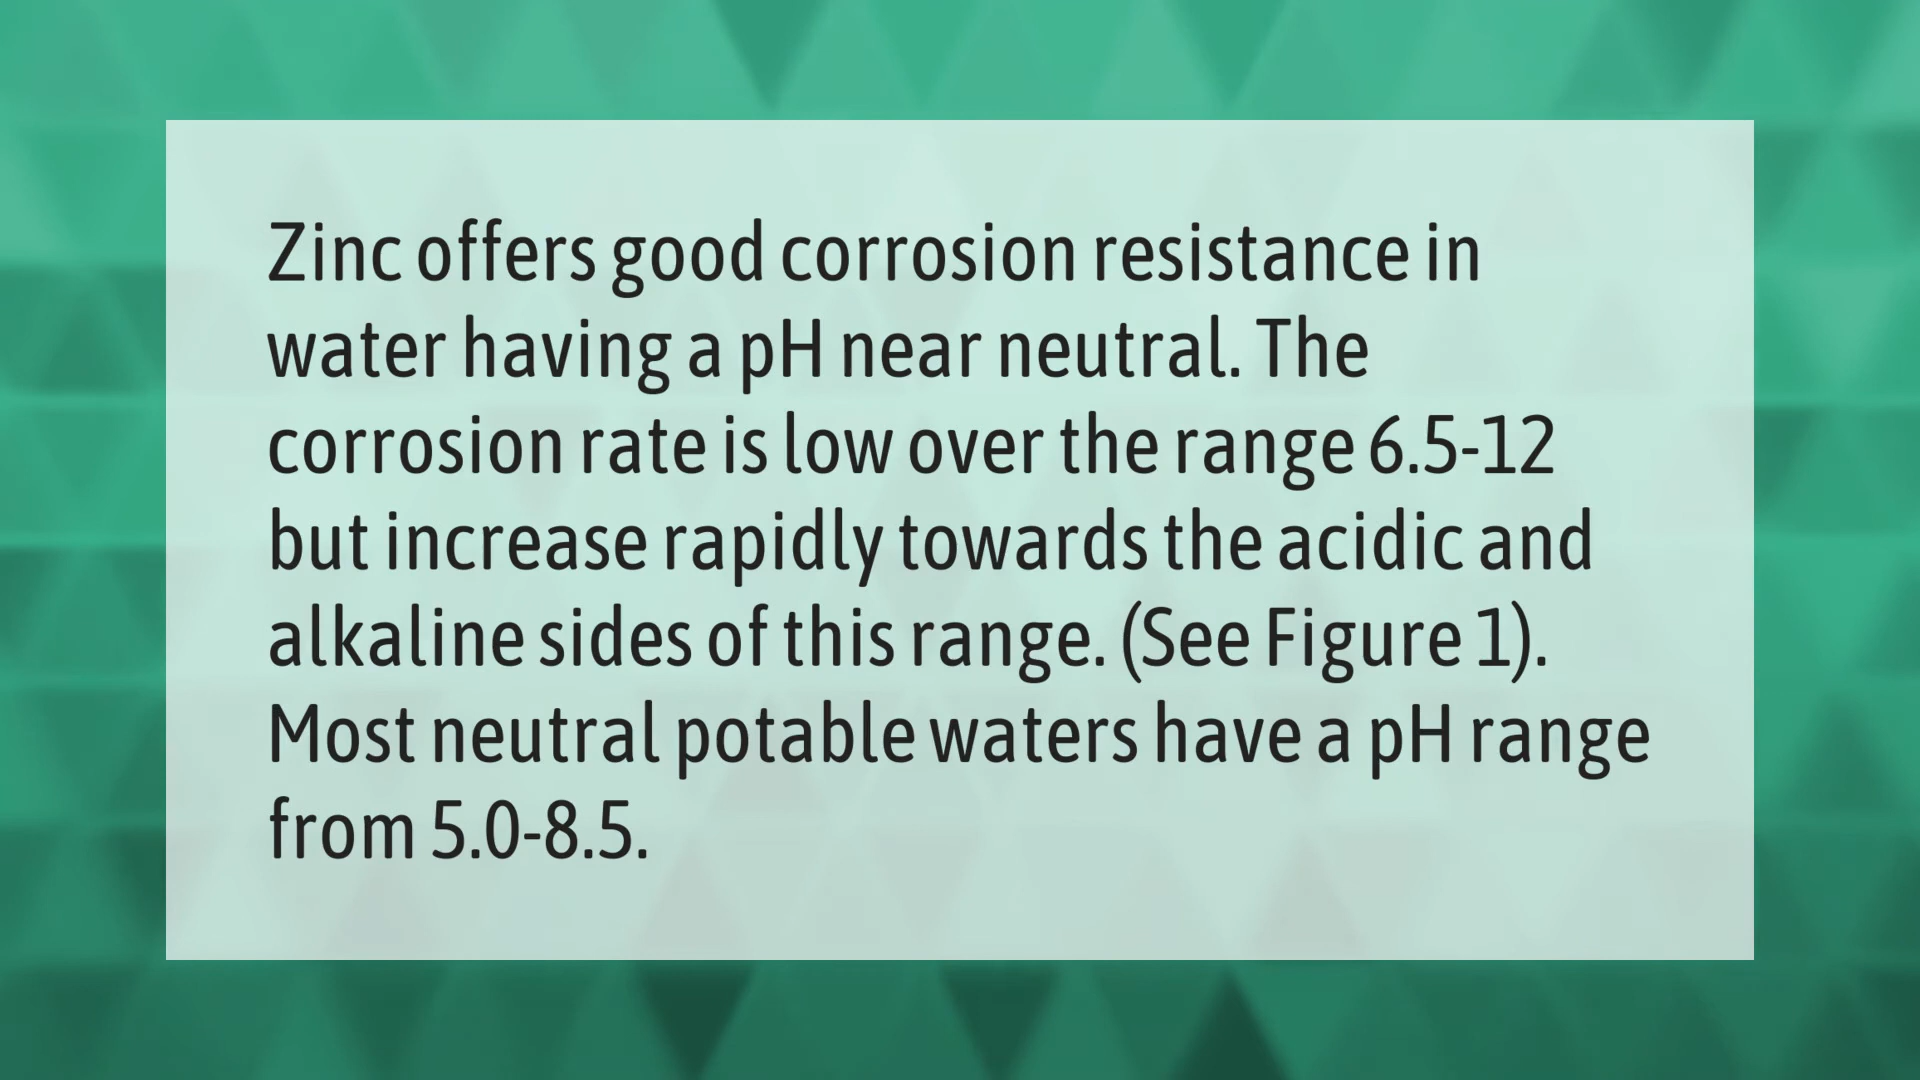 Zinc offers good corrosion resistance in
water having a pH near neutral. The
corrosion rate is low over the range 6.5-12
but increase rapidly towards the acidic and
alkaline sides of this range. (See Figure 1).
Most neutral potable waters have a pH range
from 5.0-8.5.